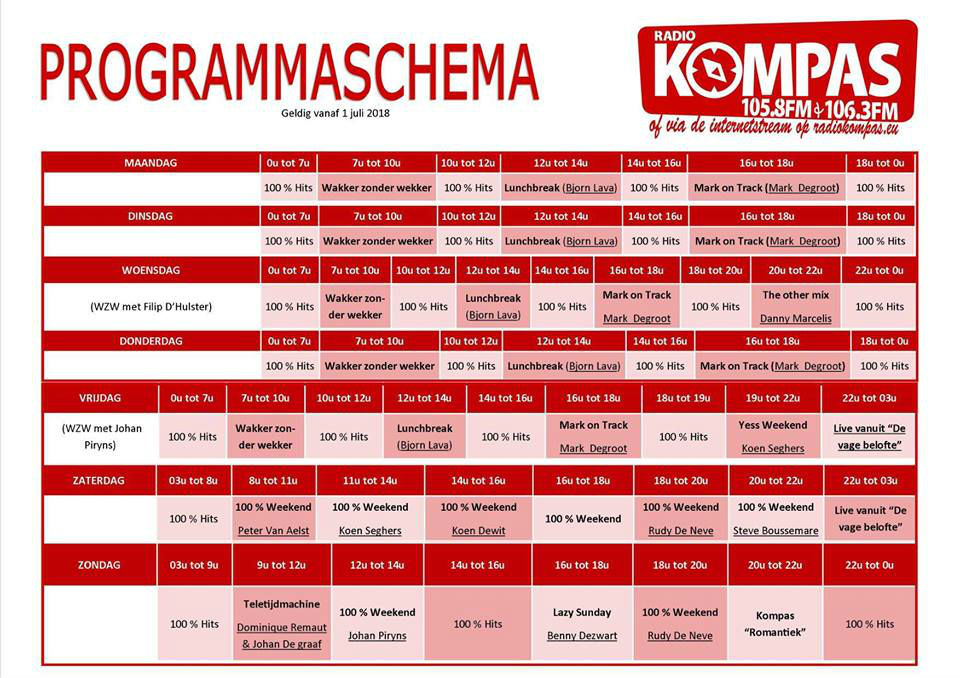 PROGRAMMASCHEMA
Geldig vanaf 1 juli 2018
RADIO
KOMPAS
105.8FM & 106.3FM
of via de internetstream op radiokompas.eu
MAANDAG 0u tot 7u 7u tot 10u 10u tot 12u 12u tot 14u 14u tot 16u 16u tot 18u 18u tot 0u
100 % Hits Wakker zonder wekker 100 % Hits Lunchbreak (Bjorn Lava) 100 % Hits Mark on Track (Mark Degroot) 100 % Hits
DINSDAG 0u tot 7u 7u tot 10u 10u tot 12u 12u tot 14u 14u tot 16u 16u tot 18u 18u tot 0u
100 % Hits Wakker zonder wekker 100 % Hits Lunchbreak (Bjorn Lava) 100 % Hits Mark on Track (Mark Degroot) 100 % Hits
WOENSDAG 0u tot 7u 7u tot 10u 10u tot 12u 12u tot 14u 14u tot 16u 16u tot 18u 18u tot 20u 20u tot 22u 22u tot 0u
(WZW met Filip D’Hulster) 100 % Hits Wakker zon-
der wekker 100 % Hits Lunchbreak
(Bjorn Lava) 100 % Hits Mark on Track
Mark Degroot 100 % Hits The other mix
Danny Marcelis 100 % Hits
DONDERDAG 0u tot 7u 7u tot 10u 10u tot 12u 12u tot 14u 14u tot 16u 16u tot 18u 18u tot 0u
100 % Hits Wakker zonder wekker 100 % Hits Lunchbreak (Bjorn Lava) 100 % Hits Mark on Track (Mark Degroot) 100 % Hits
VRIJDAG 0u tot 7u 7u tot 10u 10u tot 12u 12u tot 14u 14u tot 16u 16u tot 18u 18u tot 19u 19u tot 22u 22u tot 03u
(WZW met Johan
Piryns) 100 % Hits Wakker zon-
der wekker 100 % Hits Lunchbreak
(Bjorn Lava) 100 % Hits Mark on Track
Mark Degroot 100 % Hits Yess Weekend
Koen Seghers Live vanuit “De
vage belofte”
ZATERDAG 03u tot 8u 8u tot 11u 11u tot 14u 14u tot 16u 16u tot 18u 18u tot 20u 20u tot 22u 22u tot 03u
100 % Hits 100 % Weekend
Peter Van Aelst 100 % Weekend
Koen Seghers 100 % Weekend
Koen Dewit 100 % Weekend 100 % Weekend
Rudy De Neve 100 % Weekend
Steve Boussemare Live vanuit “De
vage belofte”
ZONDAG 03u tot 9u 9u tot 12u 12u tot 14u 14u tot 16u 16u tot 18u 18u tot 20u 20u tot 22u 22u tot 0u
100 % Hits Teletijdmachine
Dominique Remaut
& Johan De graaf 100 % Weekend
Johan Piryns 100 % Hits Lazy Sunday
Benny Dezwart 100 % Weekend
Rudy De Neve Kompas
“Romantiek” 100 % Hits